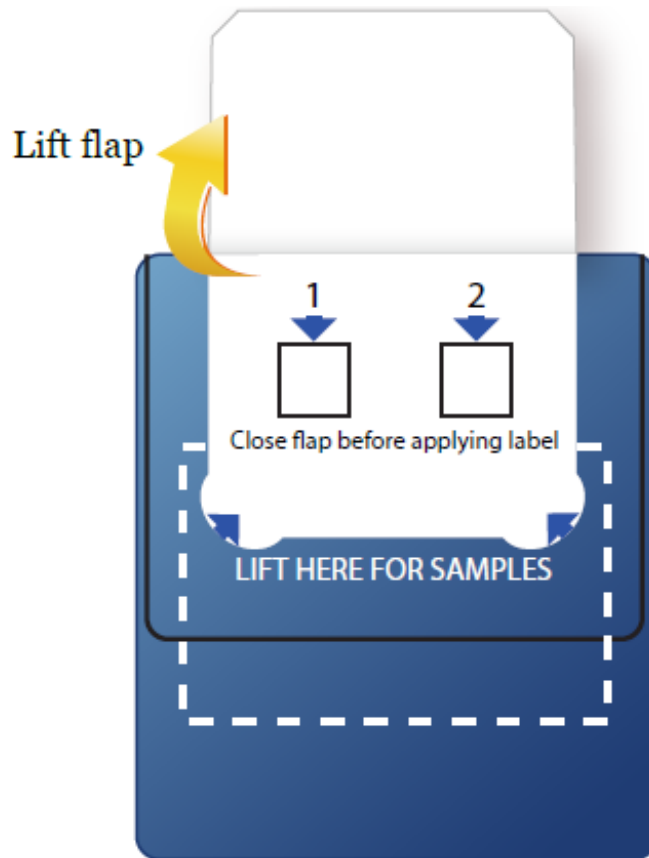 Lift flap
1 2
Close flap before applying label
LIFT HERE FOR SAMPLES